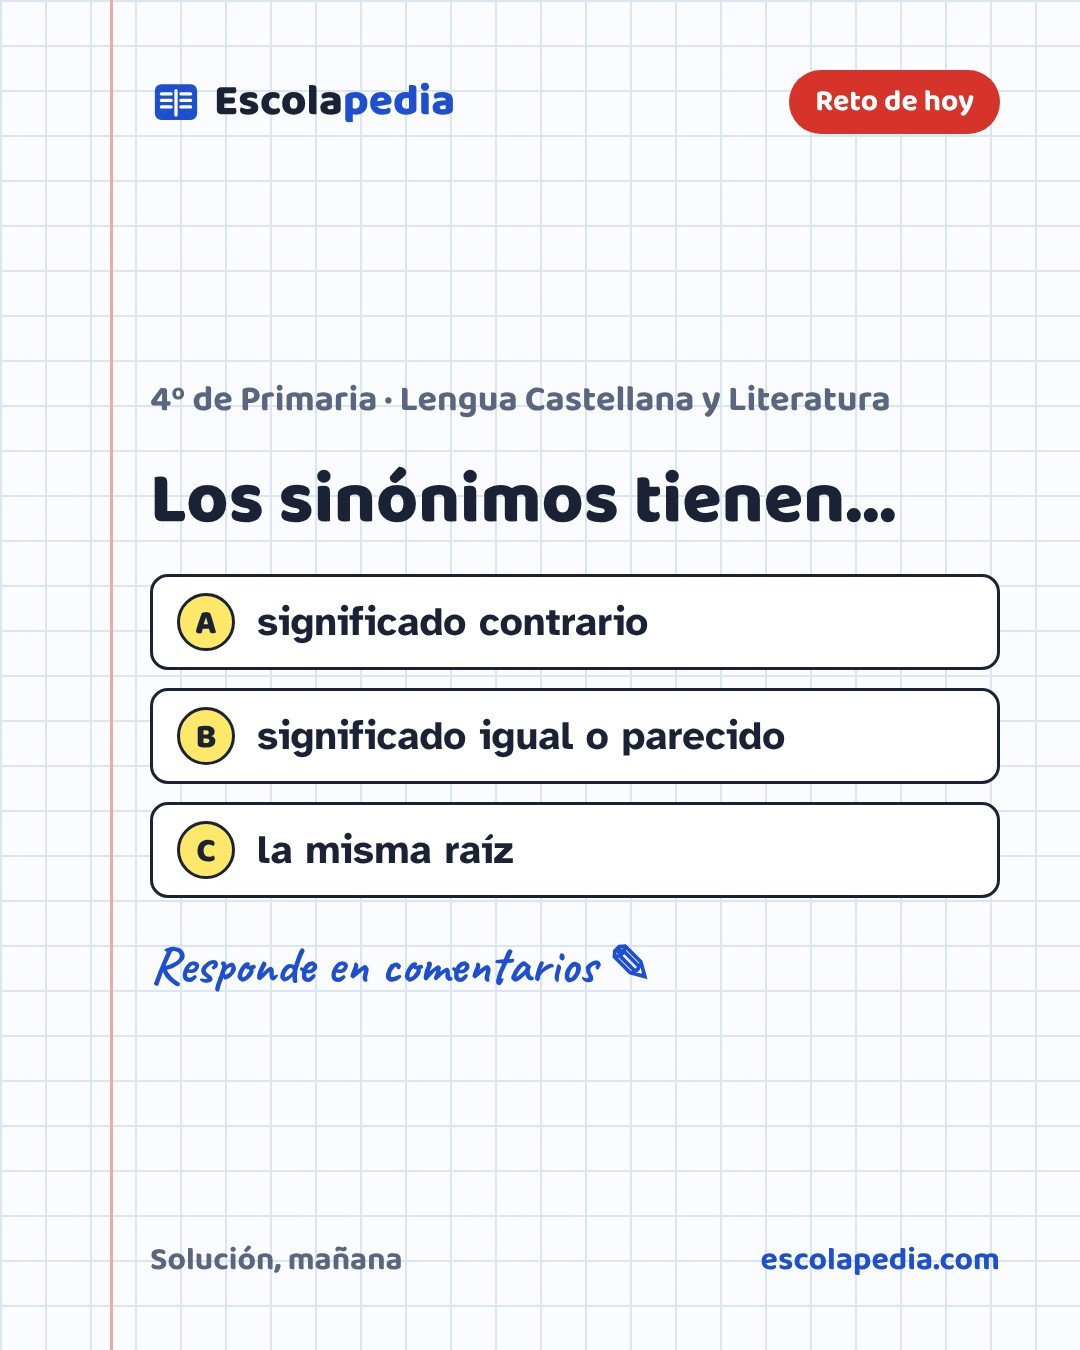 Escolapedia
Reto de hoy
4º de Primaria · Lengua Castellana y Literatura
Los sinónimos tienen...
A significado contrario
B significado igual o parecido
C la misma raíz
Responde en comentarios ✎
Solución, mañana
escolapedia.com